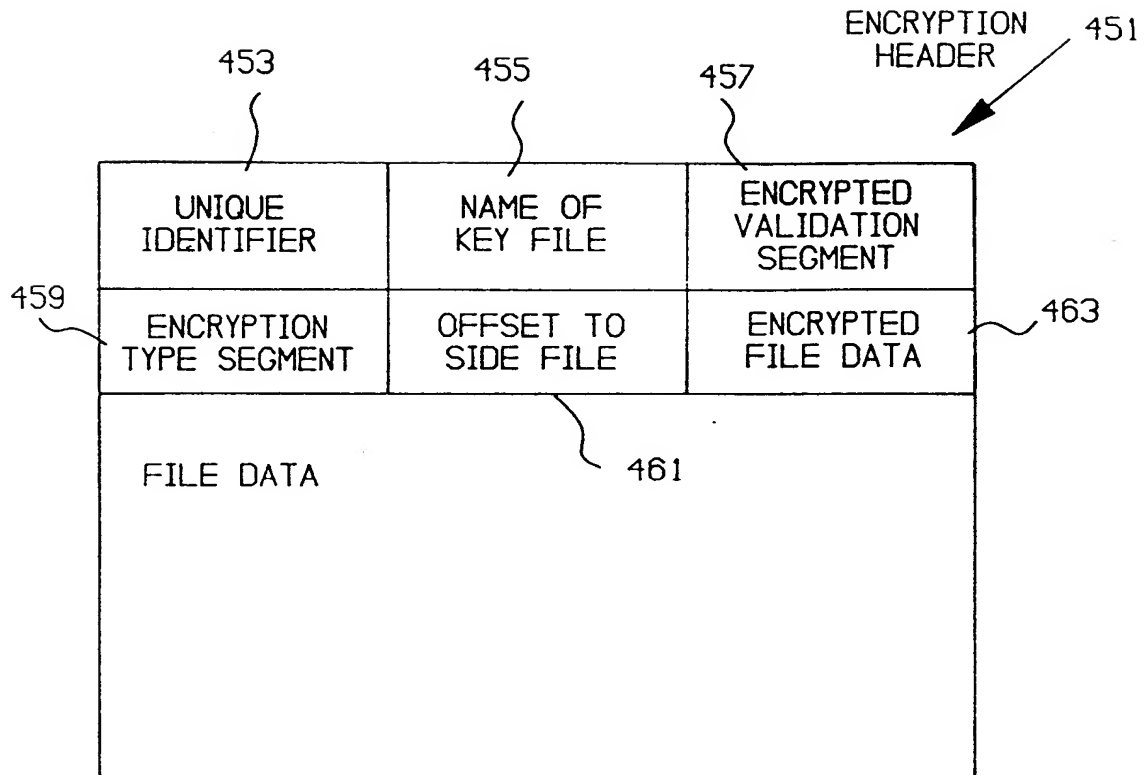 ENCRYPTION
HEADER
451
453
455
457
UNIQUE
IDENTIFIER
NAME OF
KEY FILE
ENCRYPTED
VALIDATION
SEGMENT
459
ENCRYPTION
TYPE SEGMENT
OFFSET TO
SIDE FILE
ENCRYPTED
FILE DATA
463
461
FILE DATA